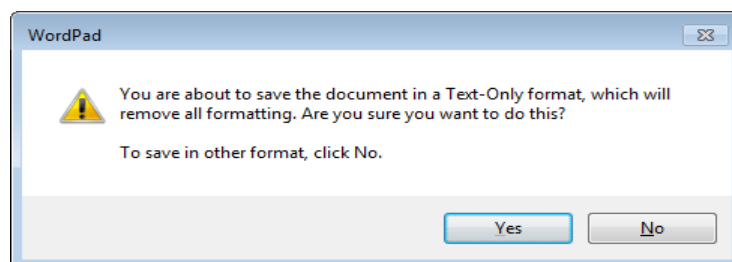 WordPad
You are about to save the document in a Text-Only format, which will
remove all formatting. Are you sure you want to do this?
To save in other format, click No.
Yes
No